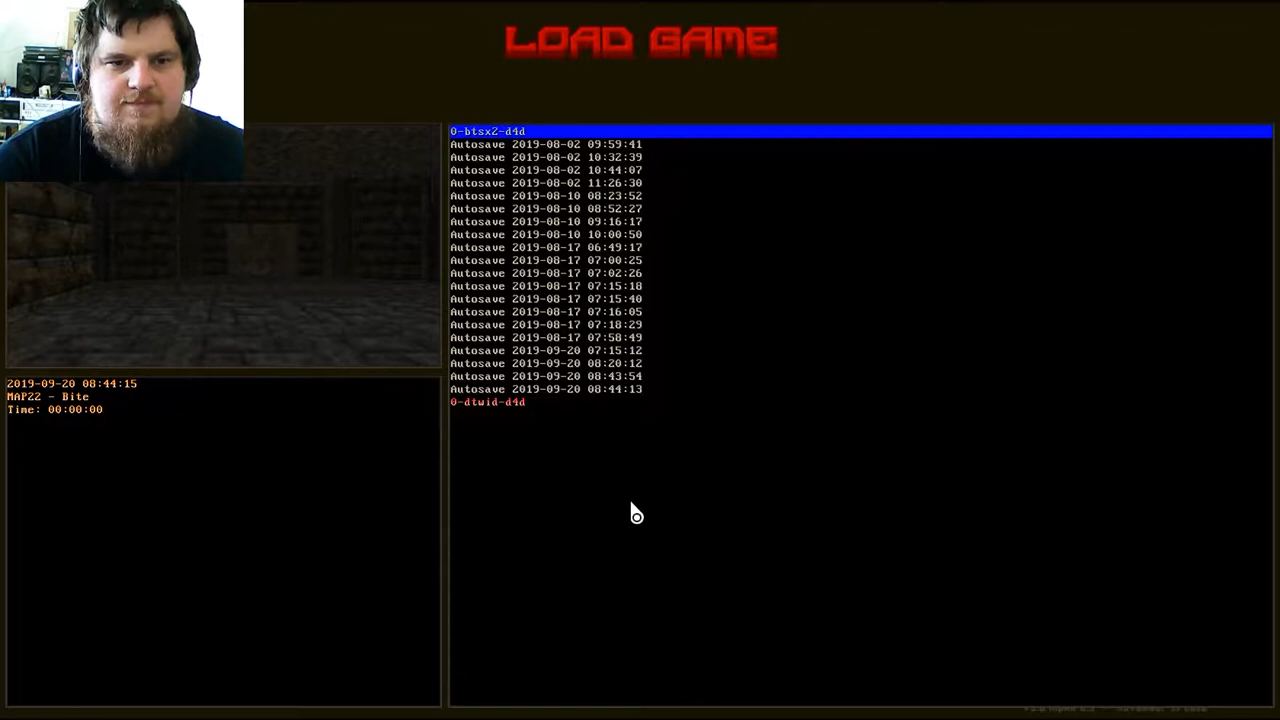 LOAD GAME
0-btsx2-d4d
Autosave 2019-08-02 09:59:41
Autosave 2019-08-02 10:32:39
Autosave 2019-08-02 10:44:07
Autosave 2019-08-02 11:26:30
Autosave 2019-08-10 08:23:52
Autosave 2019-08-10 08:52:27
Autosave 2019-08-10 09:16:17
Autosave 2019-08-10 10:00:50
Autosave 2019-08-17 06:49:17
Autosave 2019-08-17 07:00:25
Autosave 2019-08-17 07:02:26
Autosave 2019-08-17 07:15:18
Autosave 2019-08-17 07:15:40
Autosave 2019-08-17 07:16:05
Autosave 2019-08-17 07:18:29
Autosave 2019-08-17 07:58:49
Autosave 2019-09-20 07:15:12
Autosave 2019-09-20 08:20:12
Autosave 2019-09-20 08:43:54
Autosave 2019-09-20 08:44:13
0-dtwid-d4d
2019-09-20 08:44:15
MAP22 - Bite
Time: 00:00:00